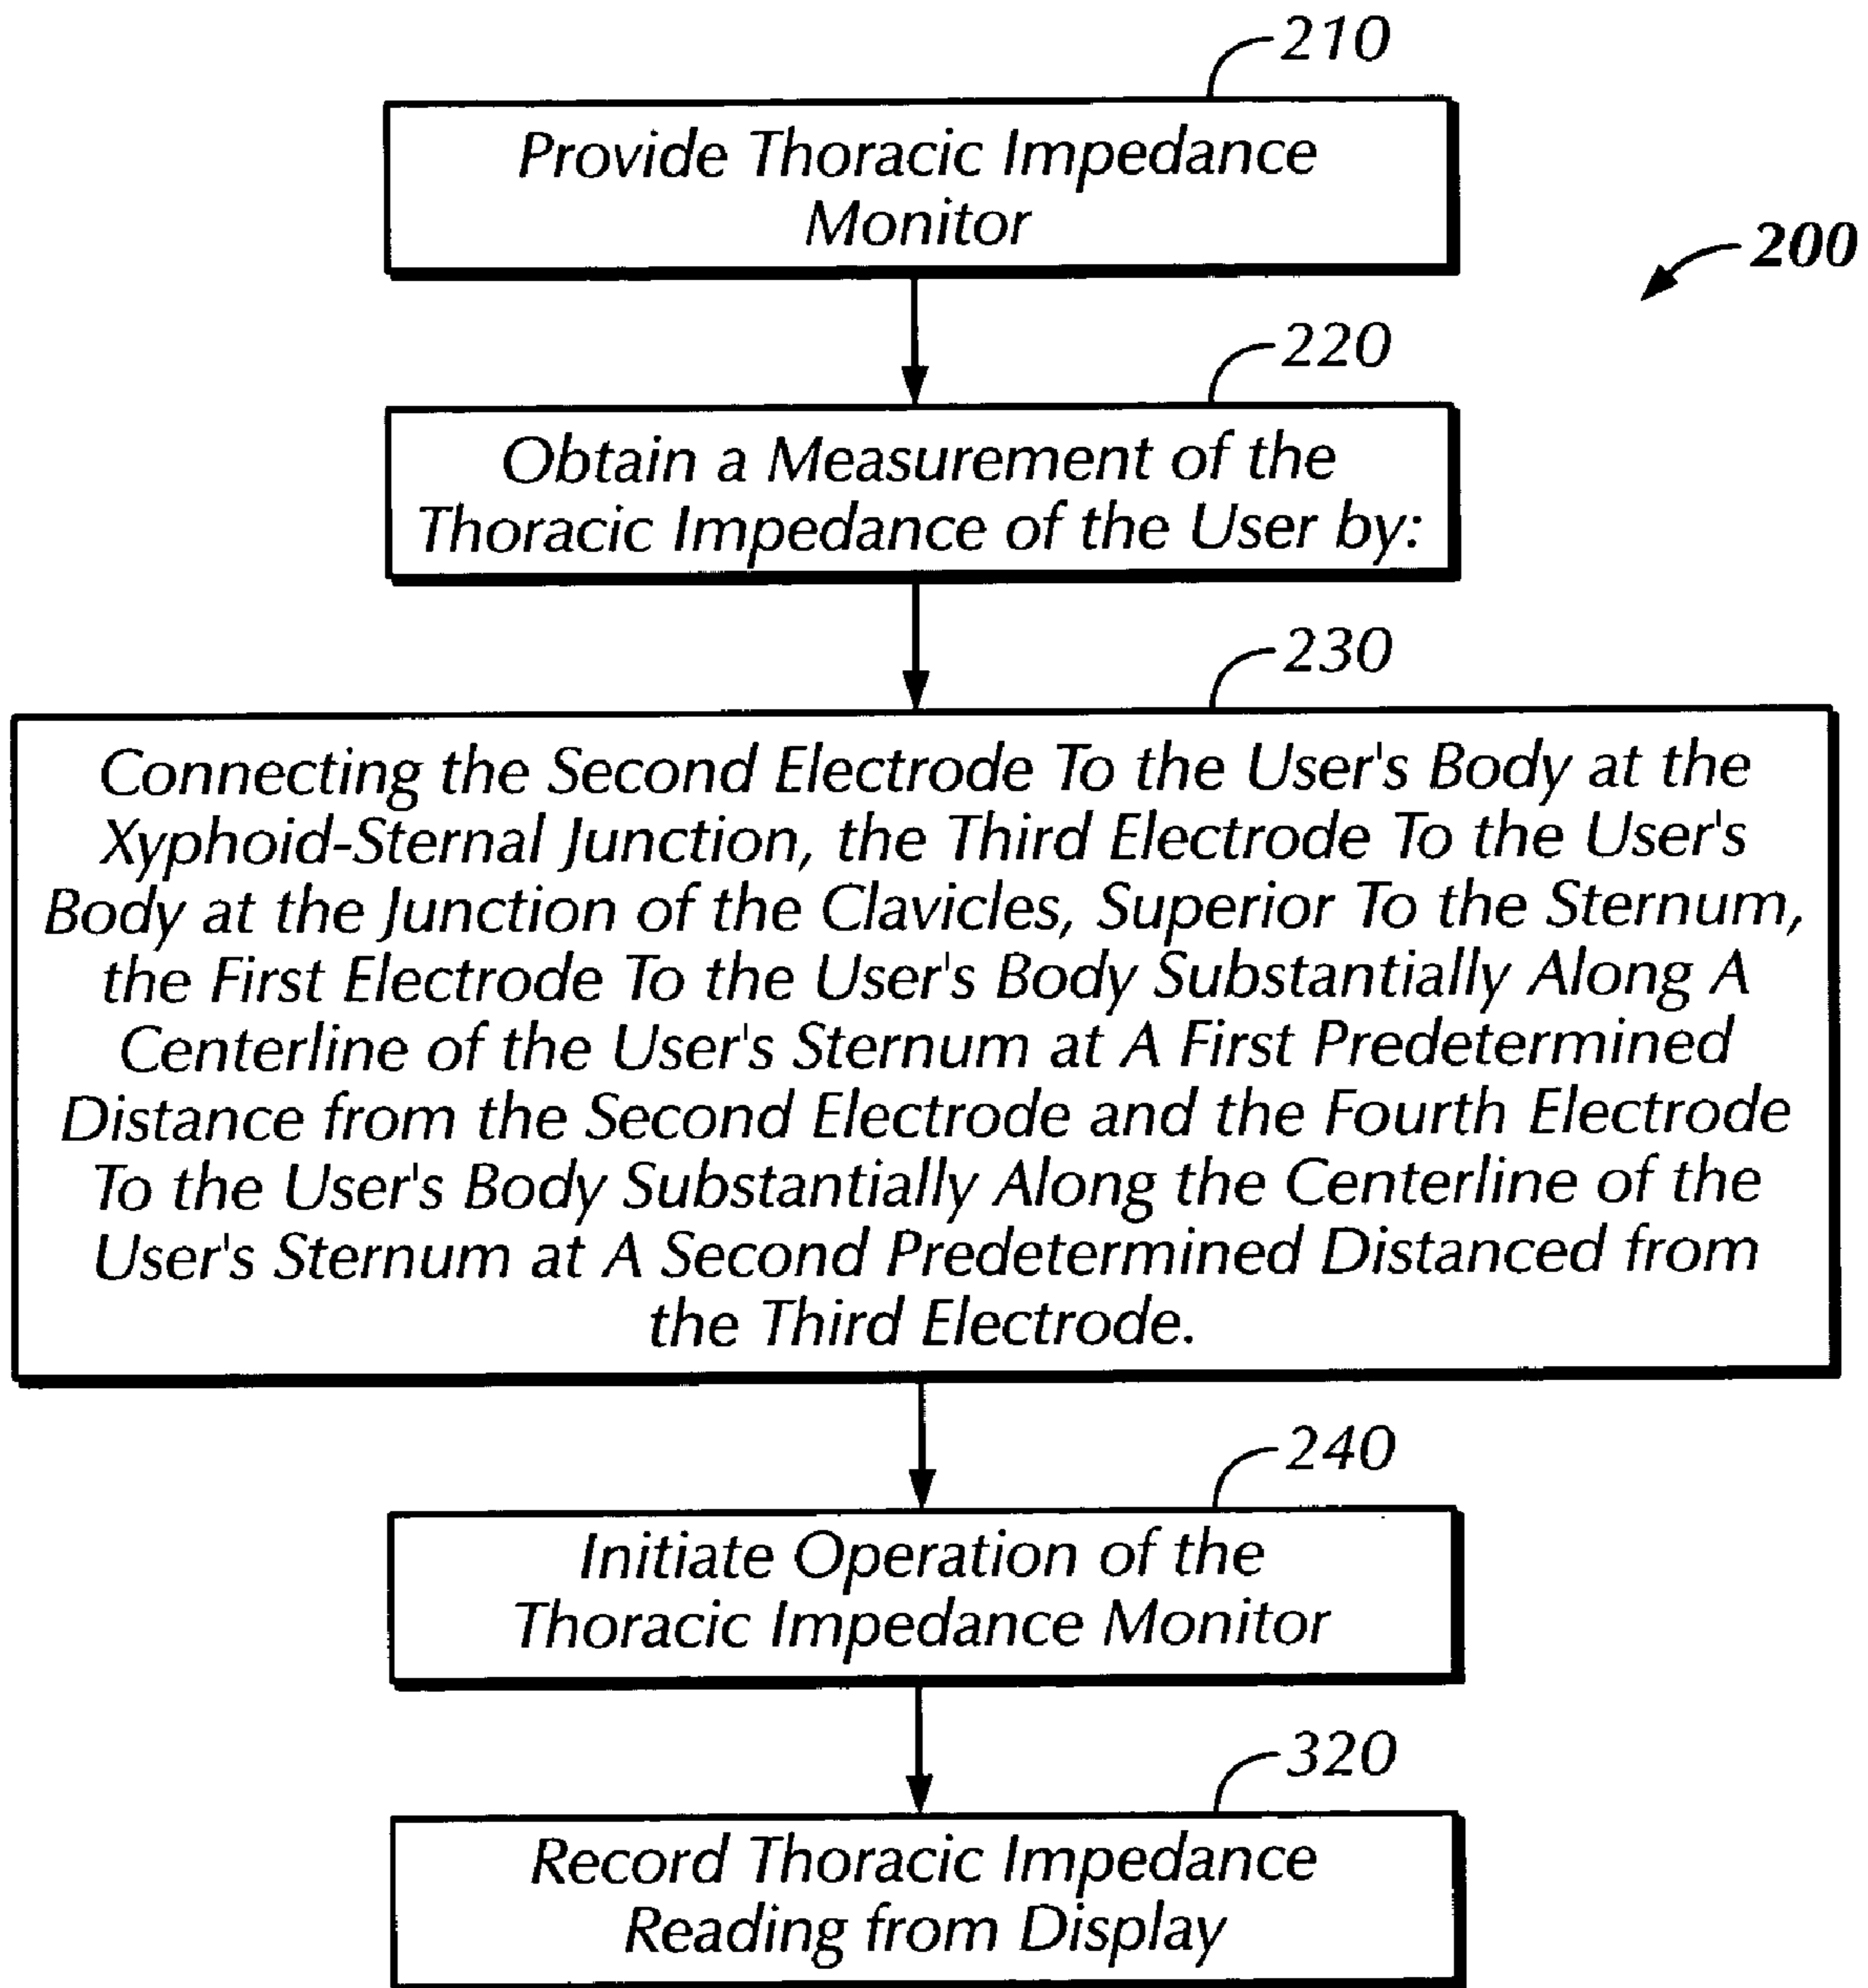 210
Provide Thoracic Impedance
Monitor
200
220
Obtain a Measurement of the
Thoracic Impedance of the User by:
230
Connecting the Second Electrode To the User's Body at the
Xyphoid-Sternal Junction, the Third Electrode To the User's
Body at the Junction of the Clavicles, Superior To the Sternum,
the First Electrode To the User's Body Substantially Along A
Centerline of the User's Sternum at A First Predetermined
Distance from the Second Electrode and the Fourth Electrode
To the User's Body Substantially Along the Centerline of the
User's Sternum at A Second Predetermined Distanced from
the Third Electrode.
240
Initiate Operation of the
Thoracic Impedance Monitor
320
Record Thoracic Impedance
Reading from Display